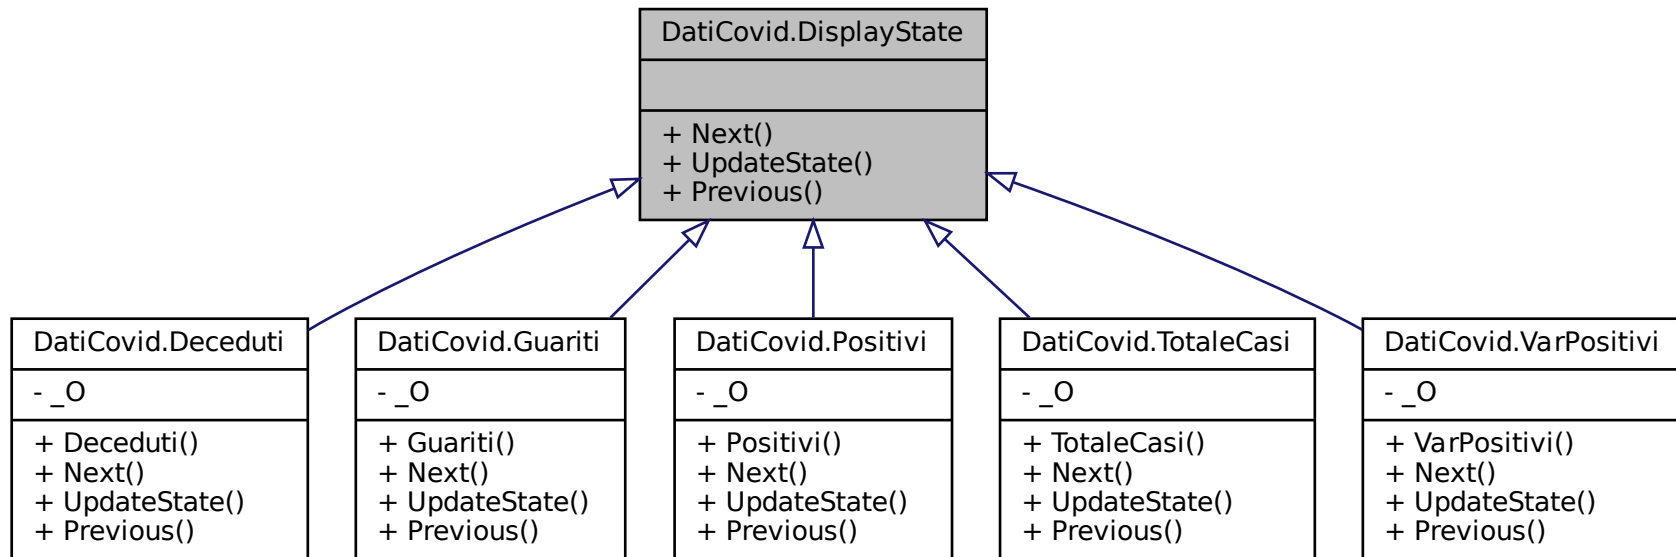 DatiCovid.DisplayState
+ Next()
+ UpdateState()
+ Previous()
DatiCovid.Deceduti
- _O
+ Deceduti()
+ Next()
+ UpdateState()
+ Previous()
DatiCovid.Guariti
- _O
+ Guariti()
+ Next()
+ UpdateState()
+ Previous()
DatiCovid.Positivi
- _O
+ Positivi()
+ Next()
+ UpdateState()
+ Previous()
DatiCovid.TotaleCasi
- _O
+ TotaleCasi()
+ Next()
+ UpdateState()
+ Previous()
DatiCovid.VarPositivi
- _O
+ VarPositivi()
+ Next()
+ UpdateState()
+ Previous()